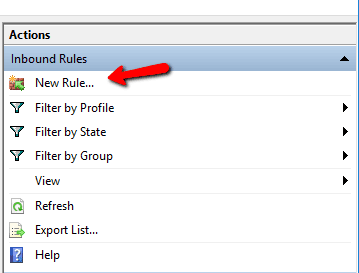 Actions
Inbound Rules
New Rule...
Filter by Profile
Filter by State
Filter by Group
View
Refresh
Export List...
Help